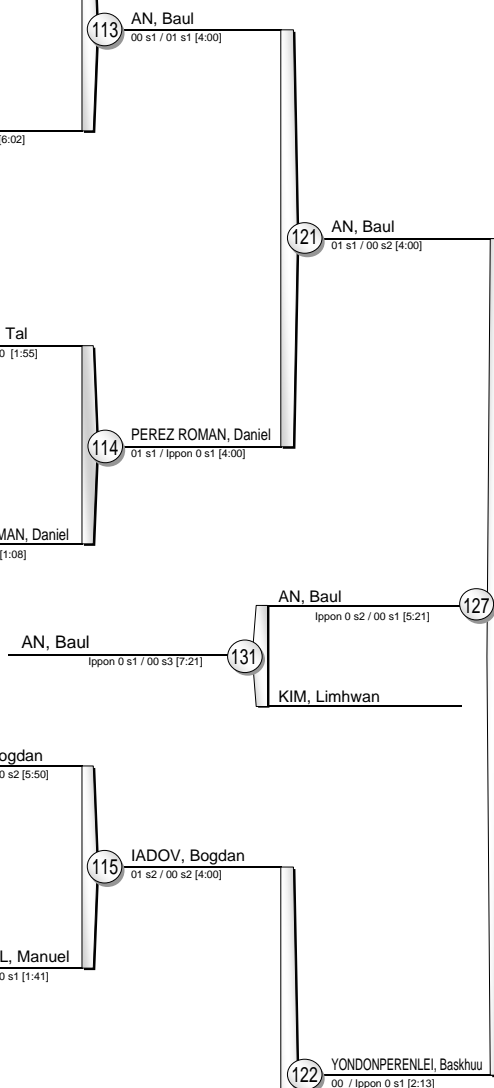 113
AN, Baul
00 s1 / 01 s1 [4:00]
[6:02]
121
AN, Baul
01 s1 / 00 s2 [4:00]
Tal
0 [1:55]
114
PEREZ ROMAN, Daniel
01 s1 / Ippon 0 s1 [4:00]
MAN, Daniel
[1:08]
AN, Baul
Ippon 0 s2 / 00 s1 [5:21]
127
AN, Baul
Ippon 0 s1 / 00 s3 [7:21]
131
KIM, Limhwan
ogdan
0 s2 [5:50]
115
IADOV, Bogdan
01 s2 / 00 s2 [4:00]
L, Manuel
0 s1 [1:41]
122
YONDONPERENLEI, Baskhuu
00 / Ippon 0 s1 [2:13]